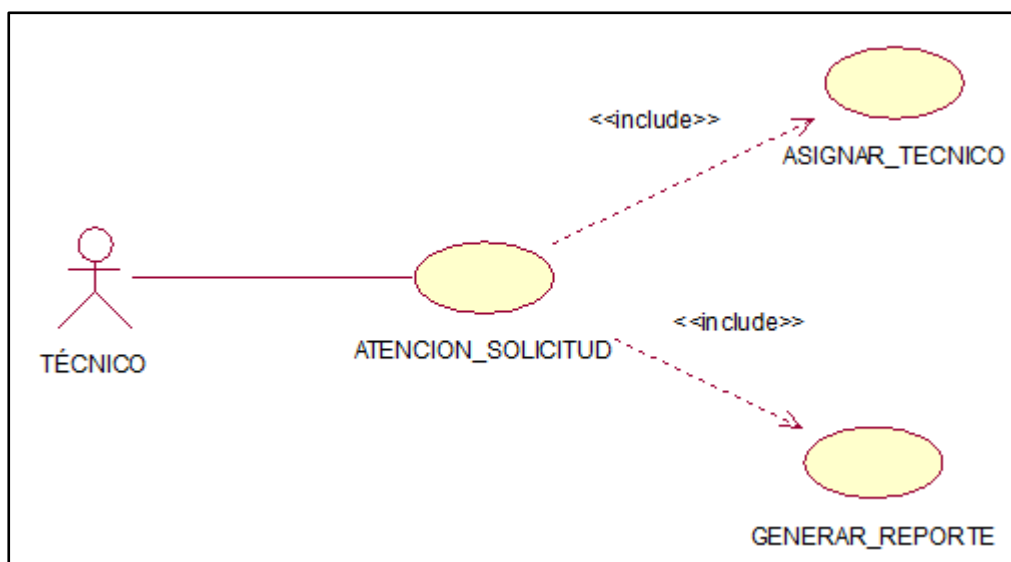 <<include>>
ASIGNAR_TECNICO
TÉCNICO
ATENCION_SOLICITUD
<<include>>
GENERAR_REPORTE